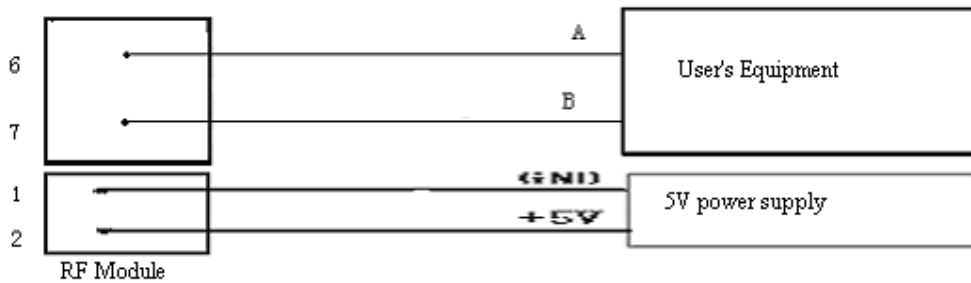 A
6
User's Equipment
B
7
GND
1
5V power supply
+5V
2
RF Module